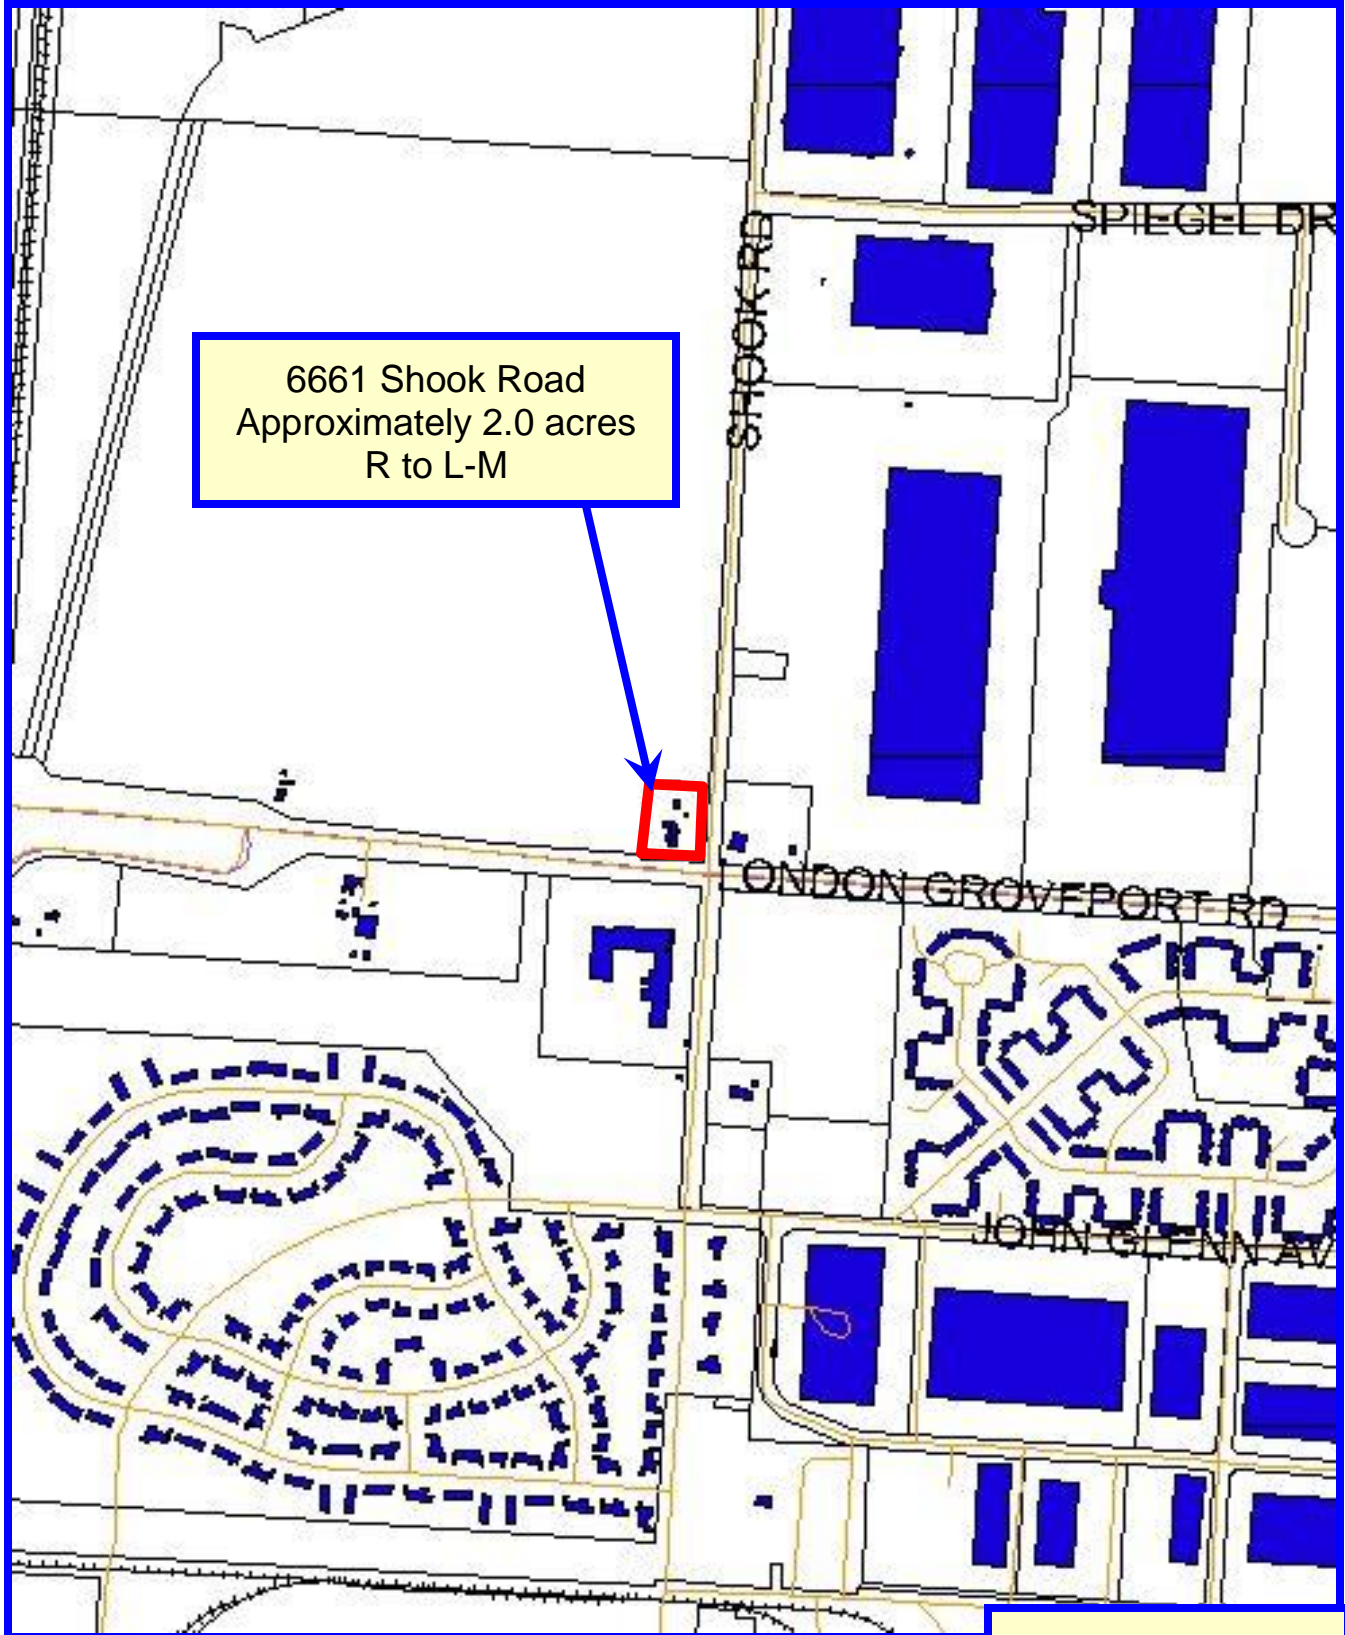 SPIEGEL DR
SHOOK RD
6661 Shook Road
Approximately 2.0 acres
R to L-M
LONDON GROVEPORT RD
JOHN GLENN AV